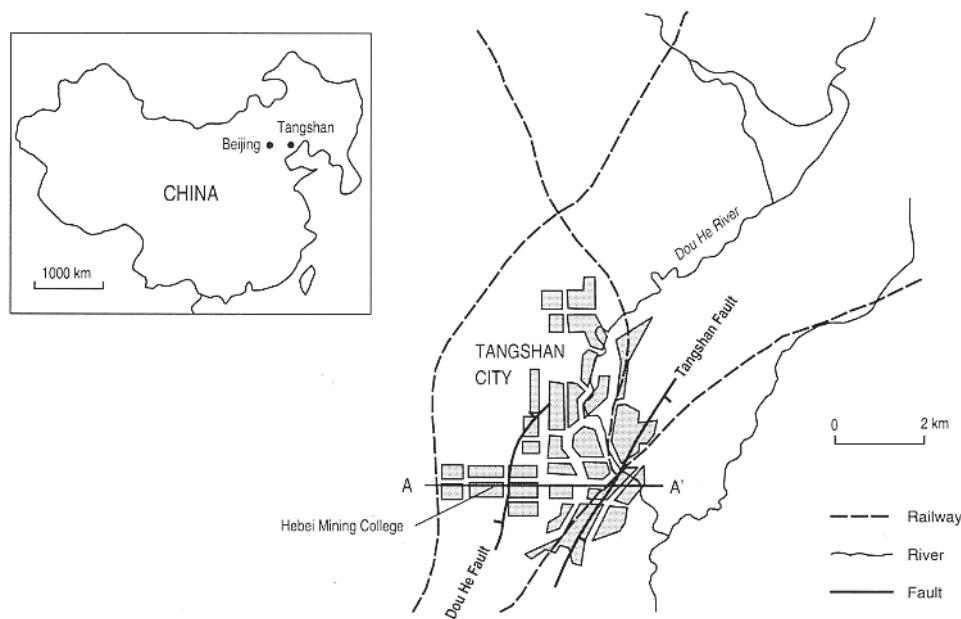 Beijing
Tangshan
CHINA
1000 km
Dou He River
TANGSHAN
CITY
Tangshan Fault
0 2 km
A A'
Hebei Mining College
Dou He Fault
Railway
River
Fault